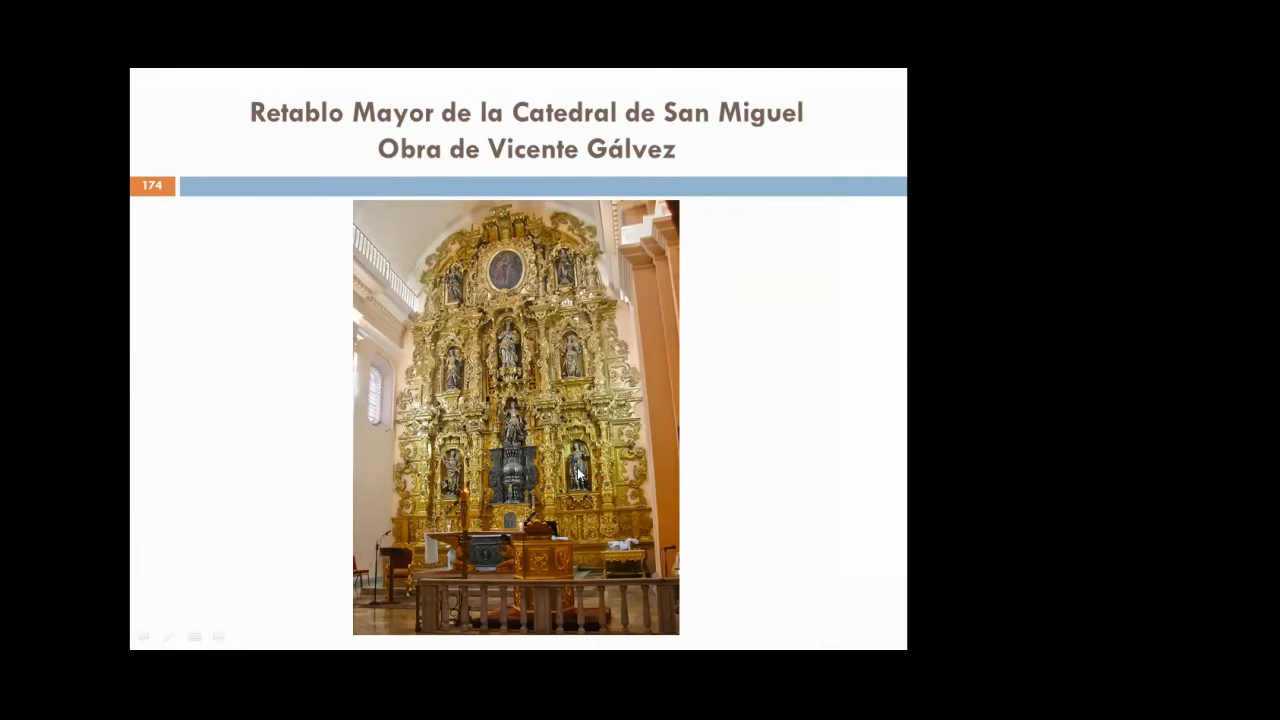 Retablo Mayor de la Catedral de San Miguel
Obra de Vicente Gálvez
174